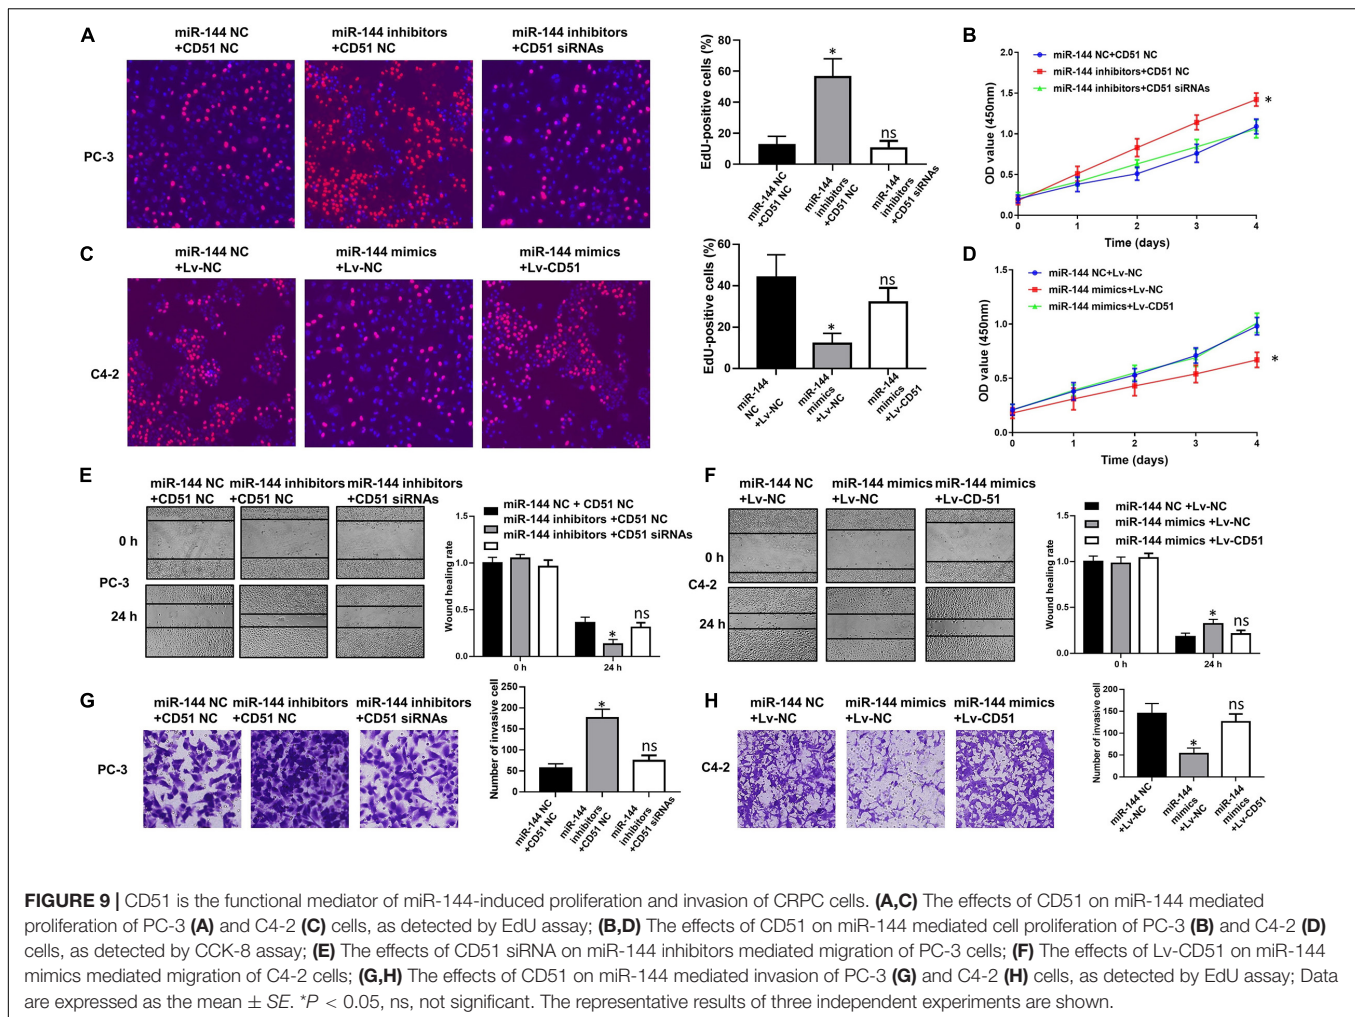 A
miR-144 NC
+CD51 NC
miR-144 inhibitors
+CD51 NC
miR-144 inhibitors
+CD51 siRNAs
PC-3
EdU-positive cells (%)
80
60
40
20
0
*
ns
miR-144 NC
+CD51 NC
miR-144
inhibitors
+CD51 NC
miR-144
inhibitors
+CD51 siRNAs
B
miR-144 NC+CD51 NC
miR-144 inhibitors+CD51 NC
miR-144 inhibitors+CD51 siRNAs
OD value (450nm)
2.0
1.5
1.0
0.5
0.0
*
0 1 2 3 4
Time (days)
C
miR-144 NC
+Lv-NC
miR-144 mimics
+Lv-NC
miR-144 mimics
+Lv-CD51
C4-2
EdU-positive cells (%)
60
40
20
0
*
ns
miR-144
NC
+Lv-NC
miR-144
mimics
+Lv-NC
miR-144
mimics
+Lv-CD51
D
miR-144 NC+Lv-NC
miR-144 mimics+Lv-NC
miR-144 mimics+Lv-CD51
OD value (450nm)
1.5
1.0
0.5
0.0
*
0 1 2 3 4
Time (days)
E
miR-144 NC
+CD51 NC
miR-144 inhibitors
+CD51 NC
miR-144 inhibitors
+CD51 siRNAs
0 h
PC-3
24 h
miR-144 NC + CD51 NC
miR-144 inhibitors +CD51 NC
miR-144 inhibitors +CD51 siRNAs
Wound healing rate
1.5
1.0
0.5
0.0
*
ns
0 h
24 h
F
miR-144 NC
+Lv-NC
miR-144 mimics
+Lv-NC
miR-144 mimics
+Lv-CD-51
0 h
C4-2
24 h
miR-144 NC +Lv-NC
miR-144 mimics +Lv-NC
miR-144 mimics +Lv-CD51
Wound healing rate
1.5
1.0
0.5
0.0
*
ns
0 h
24 h
G
miR-144 NC
+CD51 NC
miR-144 inhibitors
+CD51 NC
miR-144 inhibitors
+CD51 siRNAs
PC-3
Number of invasive cell
250
200
150
100
50
0
*
ns
miR-144 NC
+CD51 NC
miR-144
inhibitors
+CD51 NC
miR-144
inhibitors
+CD51 siRNAs
H
miR-144 NC
+Lv-NC
miR-144 mimics
+Lv-NC
miR-144 mimics
+Lv-CD51
C4-2
Number of invasive cell
200
150
100
50
0
*
ns
miR-144 NC
+Lv-NC
miR-144
mimics
+Lv-NC
miR-144
mimics
+Lv-CD51
FIGURE 9 | CD51 is the functional mediator of miR-144-induced proliferation and invasion of CRPC cells. (A,C) The effects of CD51 on miR-144 mediated
proliferation of PC-3 (A) and C4-2 (C) cells, as detected by EdU assay; (B,D) The effects of CD51 on miR-144 mediated cell proliferation of PC-3 (B) and C4-2 (D)
cells, as detected by CCK-8 assay; (E) The effects of CD51 siRNA on miR-144 inhibitors mediated migration of PC-3 cells; (F) The effects of Lv-CD51 on miR-144
mimics mediated migration of C4-2 cells; (G,H) The effects of CD51 on miR-144 mediated invasion of PC-3 (G) and C4-2 (H) cells, as detected by EdU assay; Data
are expressed as the mean ± SE. *P < 0.05, ns, not significant. The representative results of three independent experiments are shown.